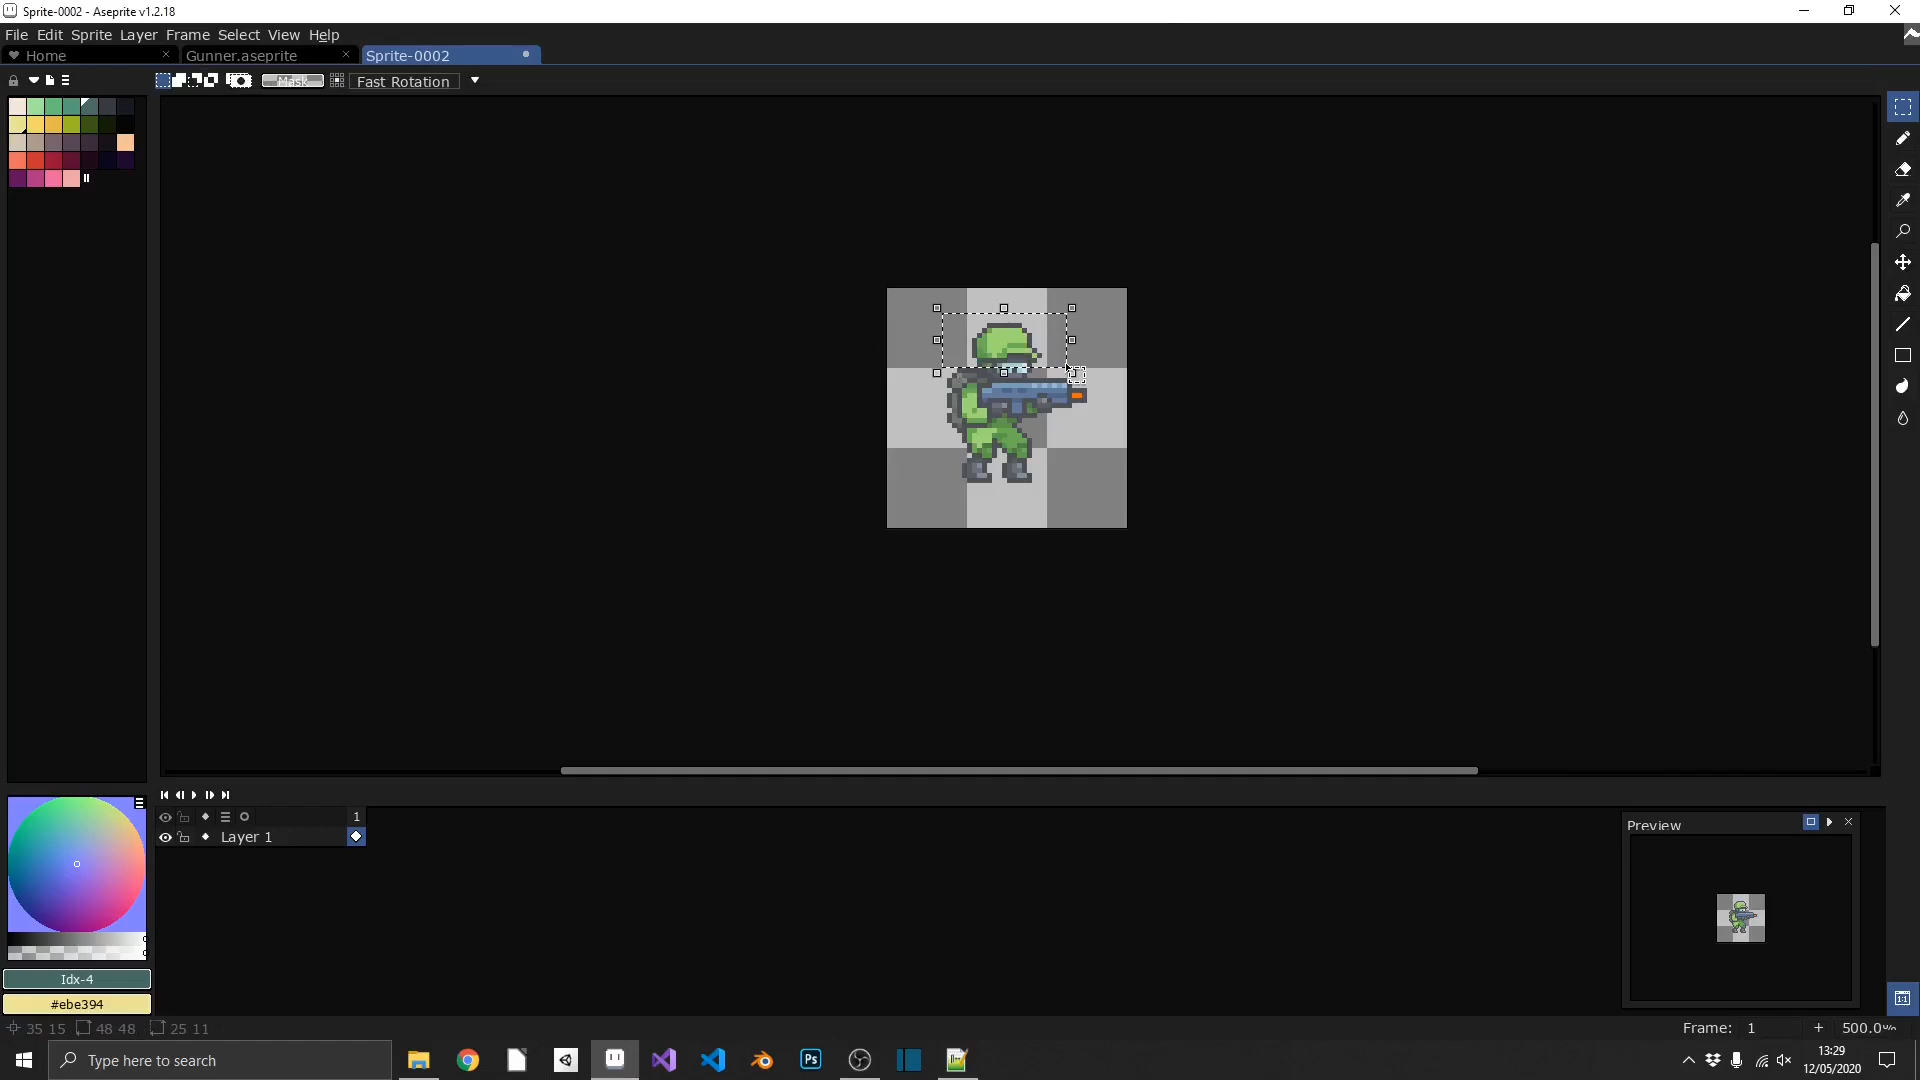 Sprite-0002 - Aseprite v1.2.18
File Edit Sprite Layer Frame Select View Help
Home Gunner.aseprite Sprite-0002
Mask Fast Rotation
1
Layer 1
Preview
Idx-4
#ebe394
35 15 48 48 25 11
Frame: 1 + 500.0%
Type here to search
Ps
13:29
12/05/2020